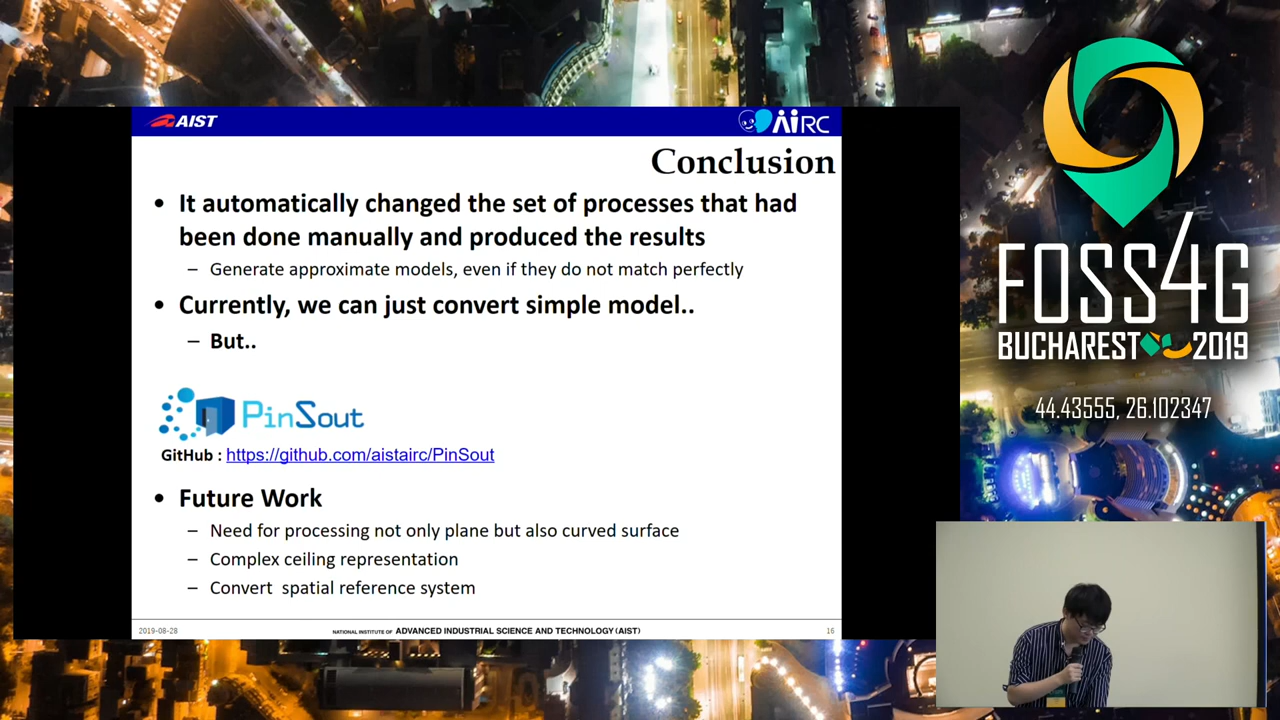 AIST
AiRC
Conclusion
• It automatically changed the set of processes that had
been done manually and produced the results
– Generate approximate models, even if they do not match perfectly
• Currently, we can just convert simple model..
– But..
PinSout
GitHub : https://github.com/aistairc/PinSout
• Future Work
– Need for processing not only plane but also curved surface
– Complex ceiling representation
– Convert spatial reference system
2019-08-28
NATIONAL INSTITUTE OF ADVANCED INDUSTRIAL SCIENCE AND TECHNOLOGY (AIST)
16
FOSS4G
BUCHAREST 2019
44.43555, 26.102347